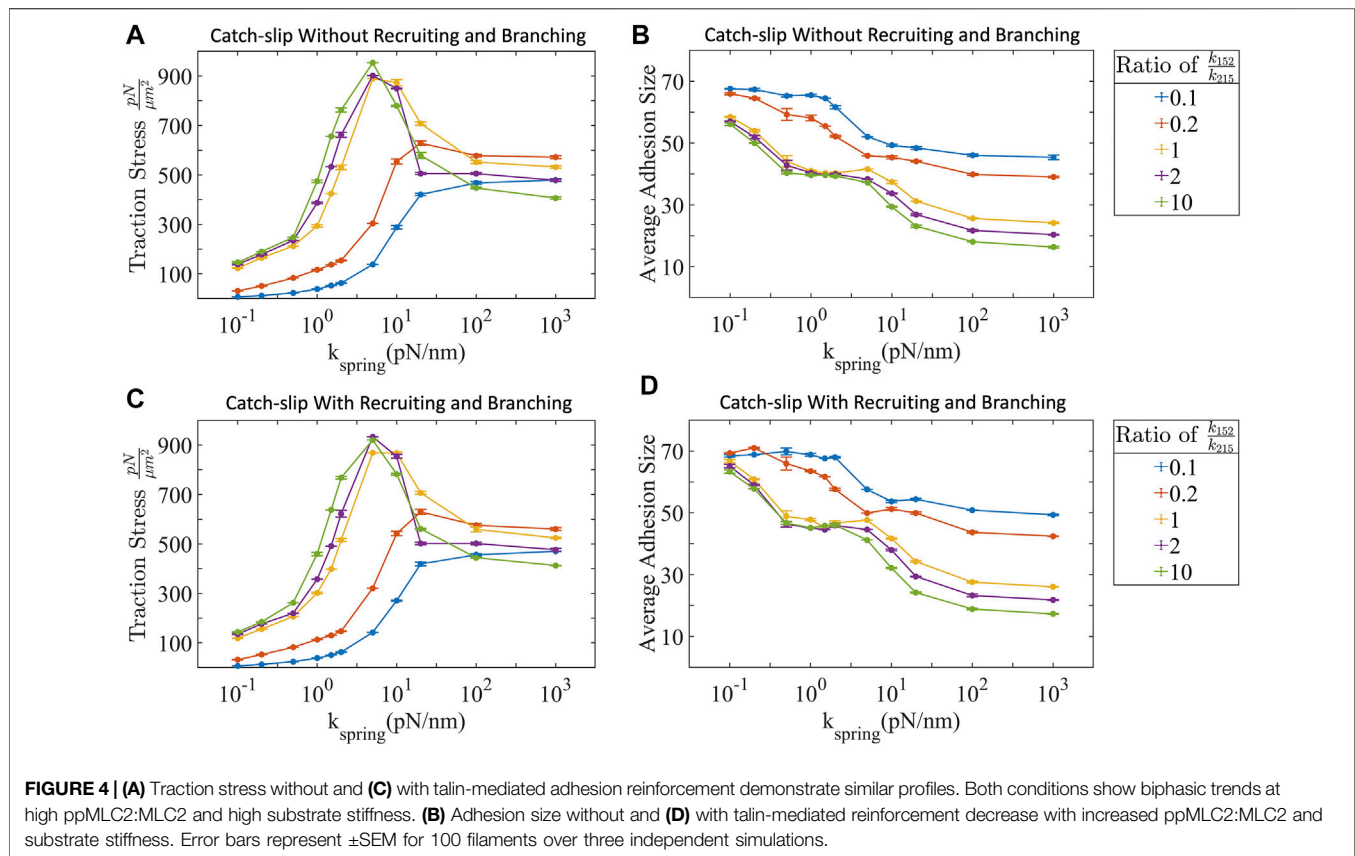 A
Catch-slip Without Recruiting and Branching
Traction Stress pN/μm²
900
700
500
300
100
10⁻¹ 10⁰ 10¹ 10² 10³
k_spring(pN/nm)
B
Catch-slip Without Recruiting and Branching
Average Adhesion Size
70
50
30
10
10⁻¹ 10⁰ 10¹ 10² 10³
k_spring(pN/nm)
Ratio of k₁₅₂/k₂₁₅
0.1
0.2
1
2
10
C
Catch-slip With Recruiting and Branching
Traction Stress pN/μm²
900
700
500
300
100
10⁻¹ 10⁰ 10¹ 10² 10³
k_spring(pN/nm)
D
Catch-slip With Recruiting and Branching
Average Adhesion Size
70
50
30
10
10⁻¹ 10⁰ 10¹ 10² 10³
k_spring(pN/nm)
Ratio of k₁₅₂/k₂₁₅
0.1
0.2
1
2
10
FIGURE 4 | (A) Traction stress without and (C) with talin-mediated adhesion reinforcement demonstrate similar profiles. Both conditions show biphasic trends at
high ppMLC2:MLC2 and high substrate stiffness. (B) Adhesion size without and (D) with talin-mediated reinforcement decrease with increased ppMLC2:MLC2 and
substrate stiffness. Error bars represent ±SEM for 100 filaments over three independent simulations.